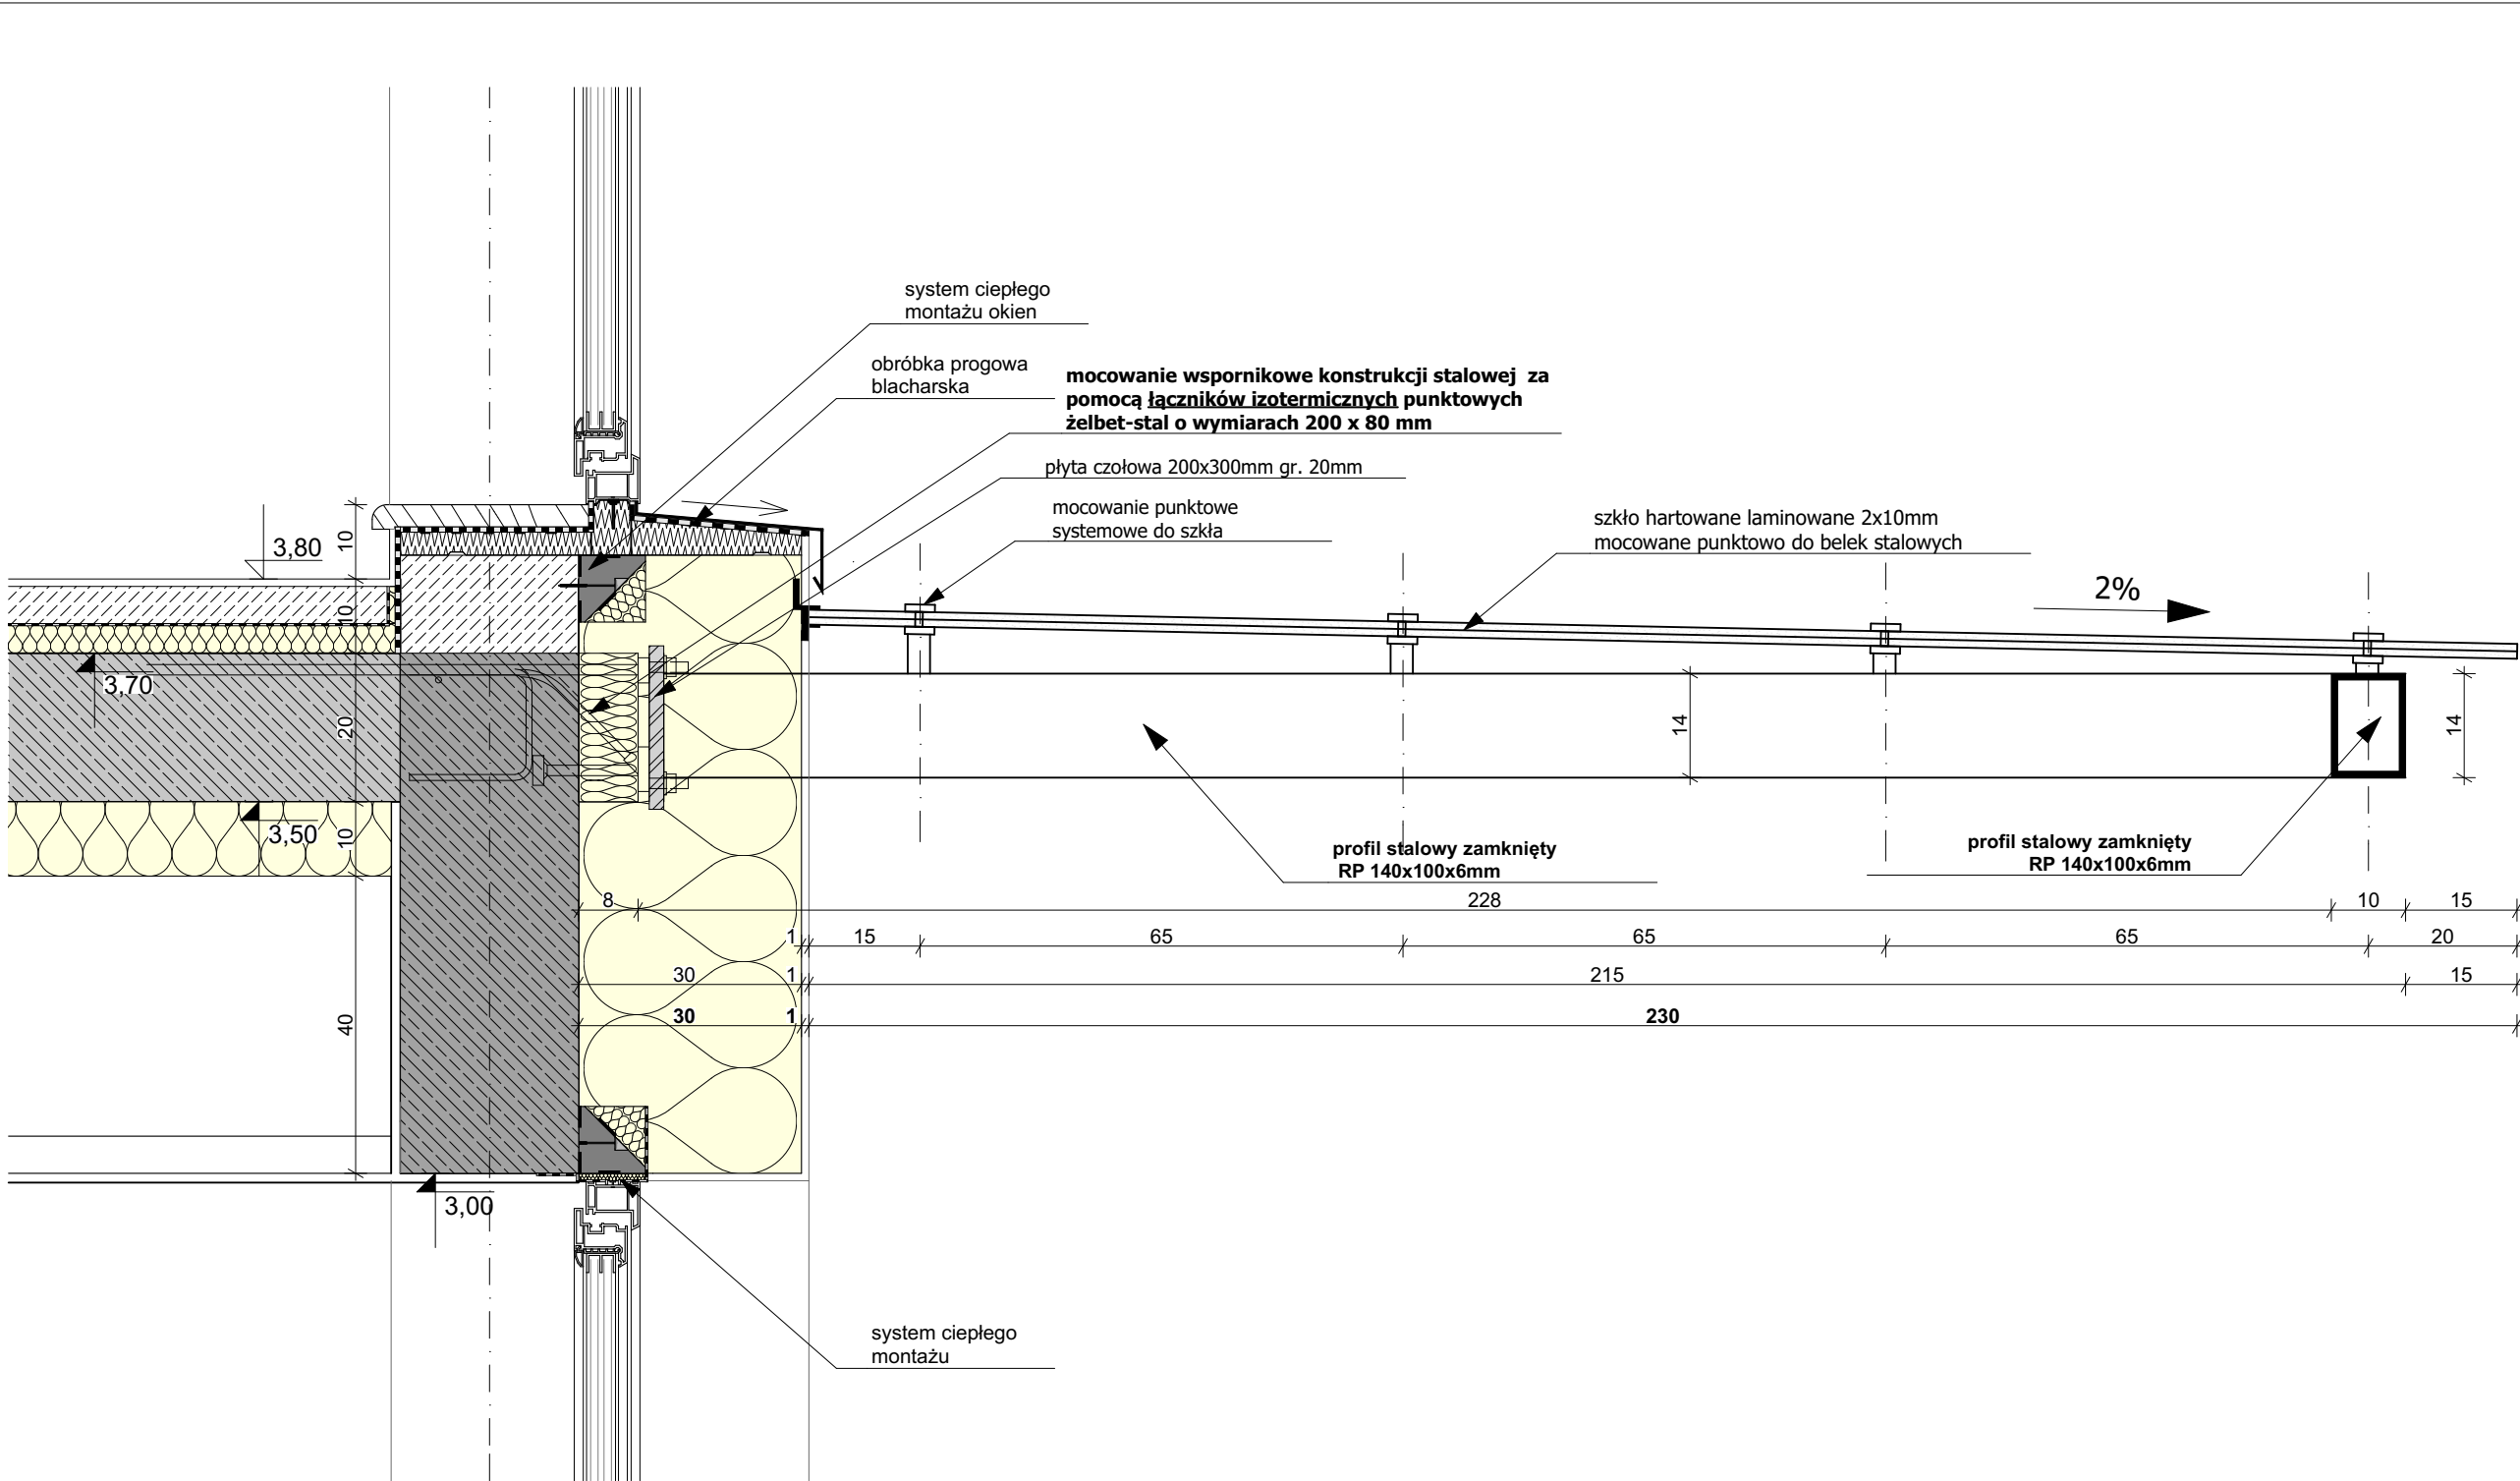 system ciepłego
montażu okien
obróbka progowa
blacharska
mocowanie wspornikowe konstrukcji stalowej za
pomocą łączników izotermicznych punktowych
żelbet-stal o wymiarach 200 x 80 mm
płyta czołowa 200x300mm gr. 20mm
mocowanie punktowe
systemowe do szkła
szkło hartowane laminowane 2x10mm
mocowane punktowo do belek stalowych
2%
3,80
10
10
3,70
20
14
14
3,50
10
profil stalowy zamknięty
RP 140x100x6mm
profil stalowy zamknięty
RP 140x100x6mm
8
228
10
15
1
15
65
65
65
20
30
1
215
15
40
30
1
230
3,00
system ciepłego
montażu